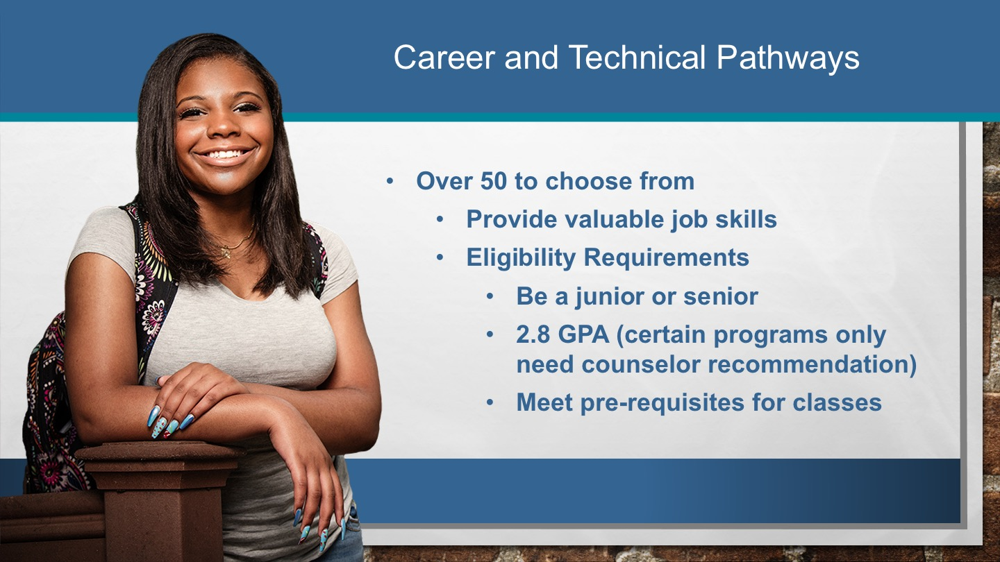 Career and Technical Pathways
• Over 50 to choose from
• Provide valuable job skills
• Eligibility Requirements
• Be a junior or senior
• 2.8 GPA (certain programs only
need counselor recommendation)
• Meet pre-requisites for classes